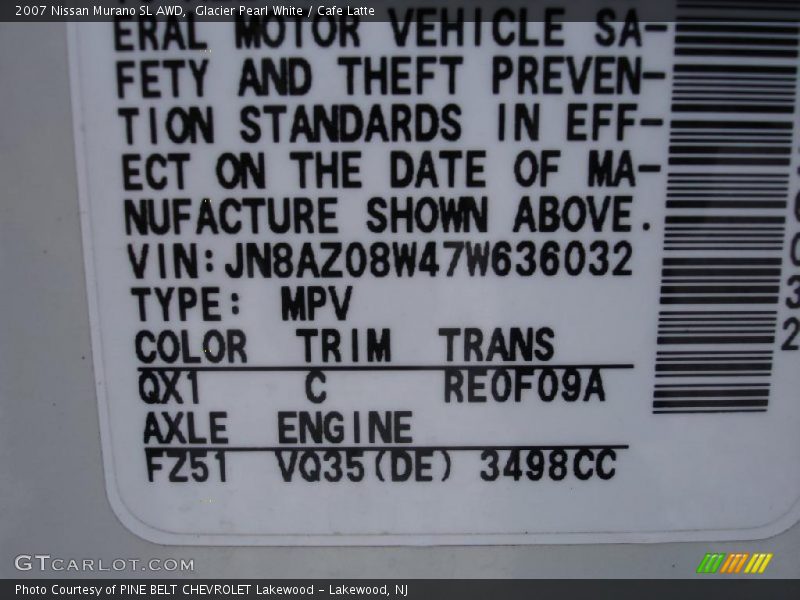 2007 Nissan Murano SL AWD, Glacier Pearl White / Cafe Latte
ERAL MOTOR VEHICLE SA-
FETY AND THEFT PREVEN-
TION STANDARDS IN EFF-
ECT ON THE DATE OF MA-
NUFACTURE SHOWN ABOVE.
VIN:JN8AZ08W47W636032
TYPE: MPV
COLOR TRIM TRANS
QX1 C RE0F09A
AXLE ENGINE
FZ51 VQ35(DE) 3498CC
GTCARLOT.COM
Photo Courtesy of PINE BELT CHEVROLET Lakewood - Lakewood, NJ